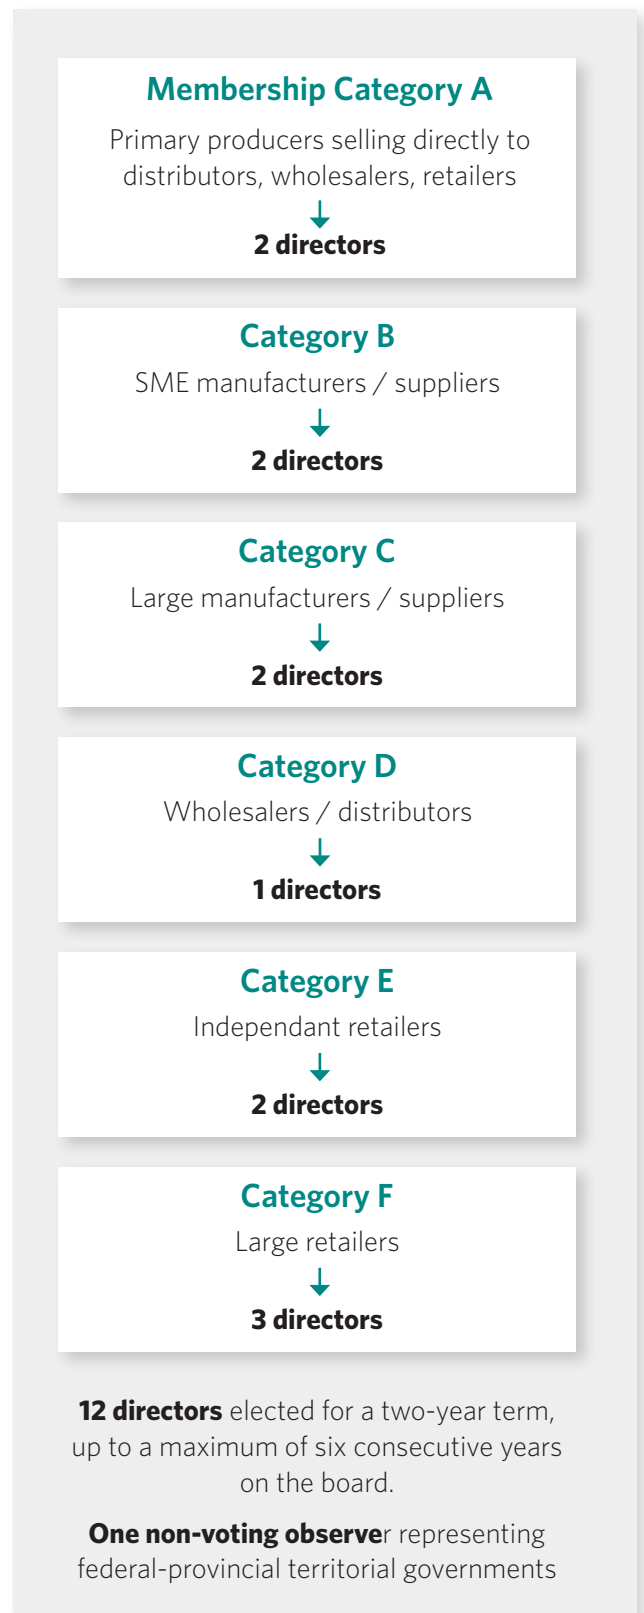 Membership Category A
Primary producers selling directly to
distributors, wholesalers, retailers
2 directors
Category B
SME manufacturers / suppliers
2 directors
Category C
Large manufacturers / suppliers
2 directors
Category D
Wholesalers / distributors
1 directors
Category E
Independant retailers
2 directors
Category F
Large retailers
3 directors
12 directors elected for a two-year term,
up to a maximum of six consecutive years
on the board.
One non-voting observer representing
federal-provincial territorial governments